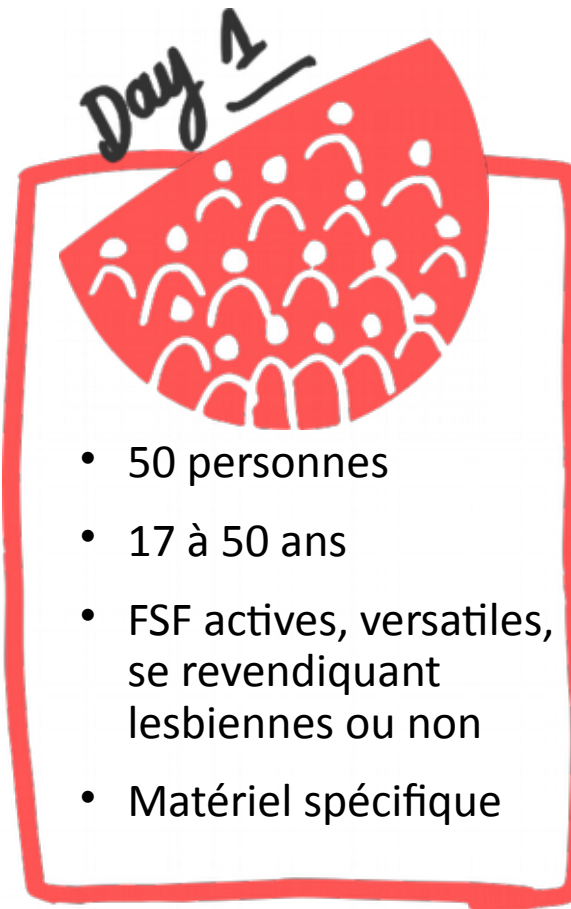 Day 1
• 50 personnes
• 17 à 50 ans
• FSF actives, versatiles,
se revendiquant
lesbiennes ou non
• Matériel spécifique